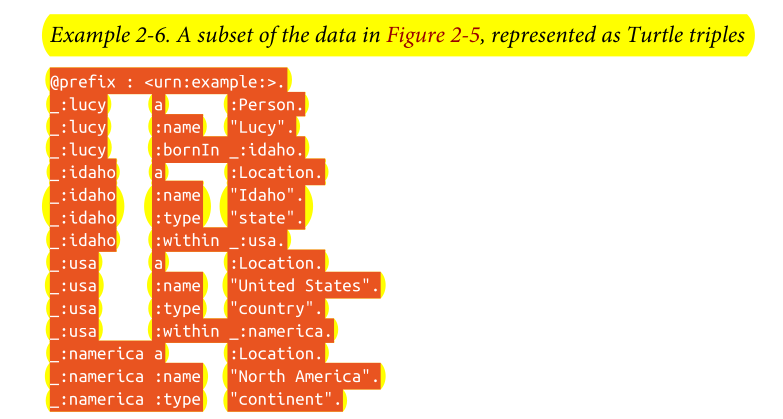 Example 2-6. A subset of the data in Figure 2-5, represented as Turtle triples
@prefix : <urn:example:>.
_:lucy     a       :Person.
_:lucy     :name   "Lucy".
_:lucy     :bornIn _:idaho.
_:idaho    a       :Location.
_:idaho    :name   "Idaho".
_:idaho    :type   "state".
_:idaho    :within _:usa.
_:usa      a       :Location.
_:usa      :name   "United States".
_:usa      :type   "country".
_:usa      :within _:namerica.
_:namerica a       :Location.
_:namerica :name   "North America".
_:namerica :type   "continent".